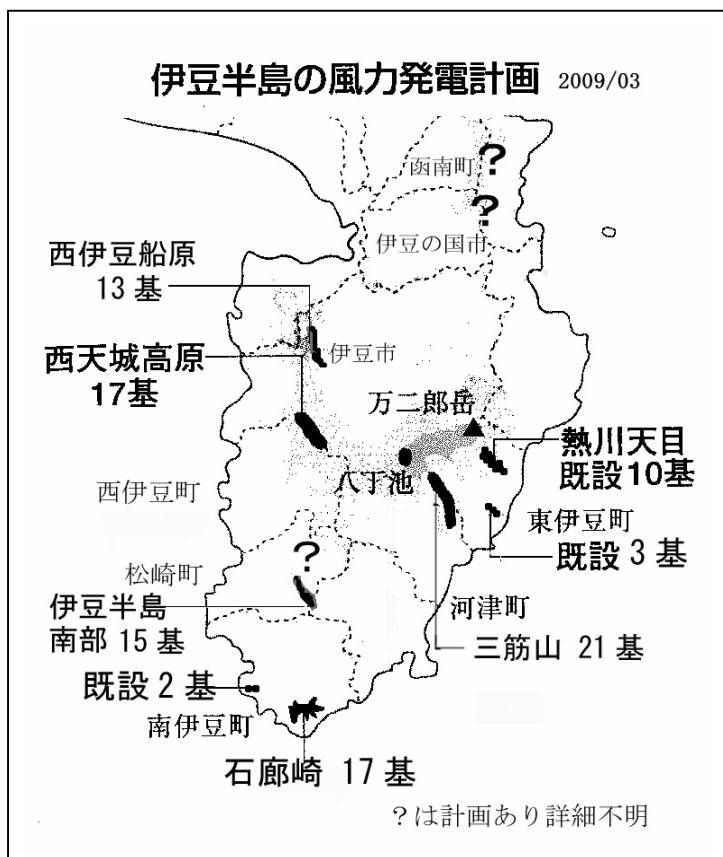 伊豆半島の風力発電計画 2009/03
函南町
?
?
伊豆の国市
西伊豆船原
13 基
伊豆市
西天城高原
17基
万二郎岳
熱川天目
既設10基
八丁池
西伊豆町
東伊豆町
既設 3 基
?
松崎町
伊豆半島
南部 15 基
河津町
三筋山 21 基
既設 2 基
南伊豆町
石廊崎 17 基
?は計画あり詳細不明